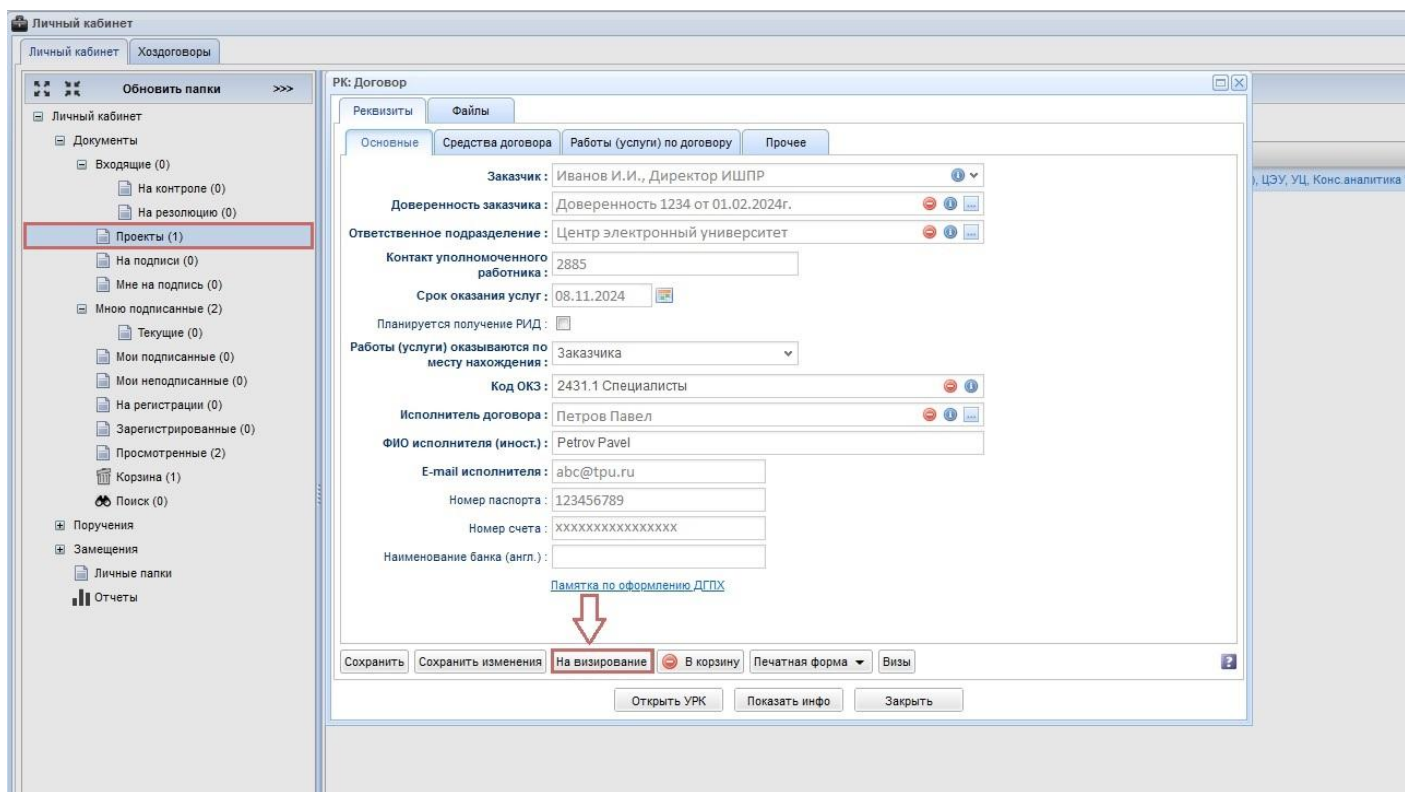 Личный кабинет
Личный кабинет Хоздоговоры
Обновить папки >>>
Личный кабинет
Документы
Входящие (0)
На контроле (0)
На резолюцию (0)
Проекты (1)
На подписи (0)
Мне на подпись (0)
Мною подписанные (2)
Текущие (0)
Мои подписанные (0)
Мои неподписанные (0)
На регистрации (0)
Зарегистрированные (0)
Просмотренные (2)
Корзина (1)
Поиск (0)
Поручения
Замещения
Личные папки
Отчеты
РК: Договор
Реквизиты Файлы
Основные Средства договора Работы (услуги) по договору Прочее
Заказчик : Иванов И.И., Директор ИШПР
Доверенность заказчика : Доверенность 1234 от 01.02.2024г.
Ответственное подразделение : Центр электронный университет
Контакт уполномоченного
работника : 2885
Срок оказания услуг : 08.11.2024
Планируется получение РИД :
Работы (услуги) оказываются по
месту нахождения : Заказчика
Код ОКЗ : 2431.1 Специалисты
Исполнитель договора : Петров Павел
ФИО исполнителя (иност.) : Petrov Pavel
E-mail исполнителя : abc@tpu.ru
Номер паспорта : 123456789
Номер счета : xxxxxxxxxxxxxxxx
Наименование банка (англ.) :
Памятка по оформлению ДГПХ
Сохранить Сохранить изменения На визирование В корзину Печатная форма Визы
Открыть УРК Показать инфо Закрыть
), ЦЭУ, УЦ, Конс.аналитика